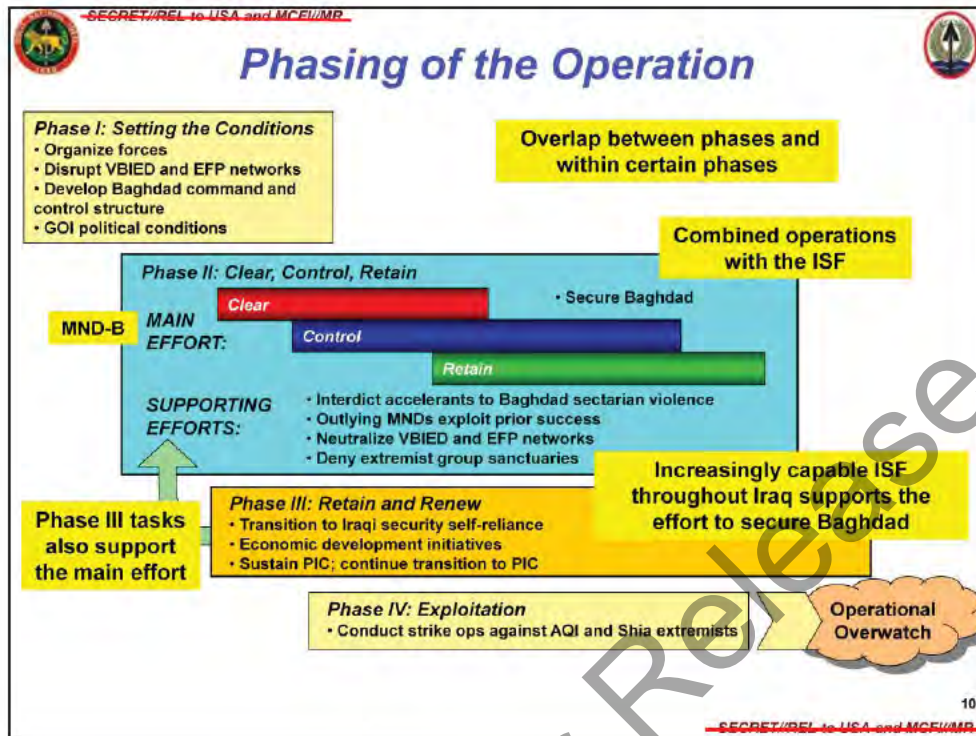 SECRET//REL to USA and MCFI//MR
Phasing of the Operation
Phase I: Setting the Conditions
• Organize forces
• Disrupt VBIED and EFP networks
• Develop Baghdad command and
control structure
• GOI political conditions
Overlap between phases and
within certain phases
Combined operations
with the ISF
Phase II: Clear, Control, Retain
MND-B
MAIN
EFFORT:
Clear
• Secure Baghdad
Control
Retain
SUPPORTING
EFFORTS:
• Interdict accelerants to Baghdad sectarian violence
• Outlying MNDs exploit prior success
• Neutralize VBIED and EFP networks
• Deny extremist group sanctuaries
Increasingly capable ISF
throughout Iraq supports the
effort to secure Baghdad
Phase III tasks
also support
the main effort
Phase III: Retain and Renew
• Transition to Iraqi security self-reliance
• Economic development initiatives
• Sustain PIC; continue transition to PIC
Phase IV: Exploitation
• Conduct strike ops against AQI and Shia extremists
Operational
Overwatch
10
SECRET//REL to USA and MCFI//MR
Release